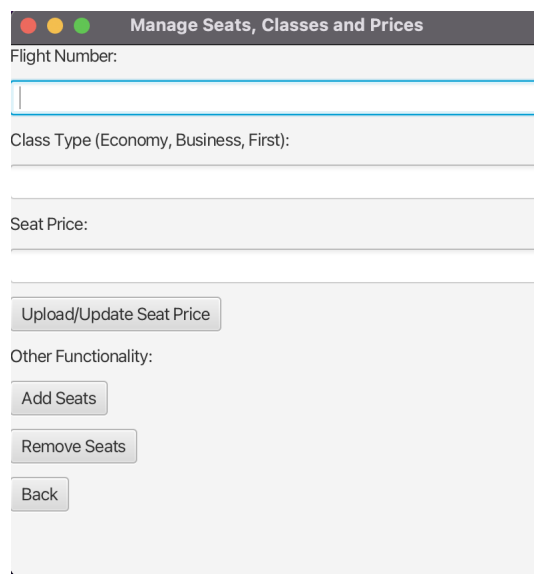 Manage Seats, Classes and Prices
Flight Number:
Class Type (Economy, Business, First):
Seat Price:
Upload/Update Seat Price
Other Functionality:
Add Seats
Remove Seats
Back